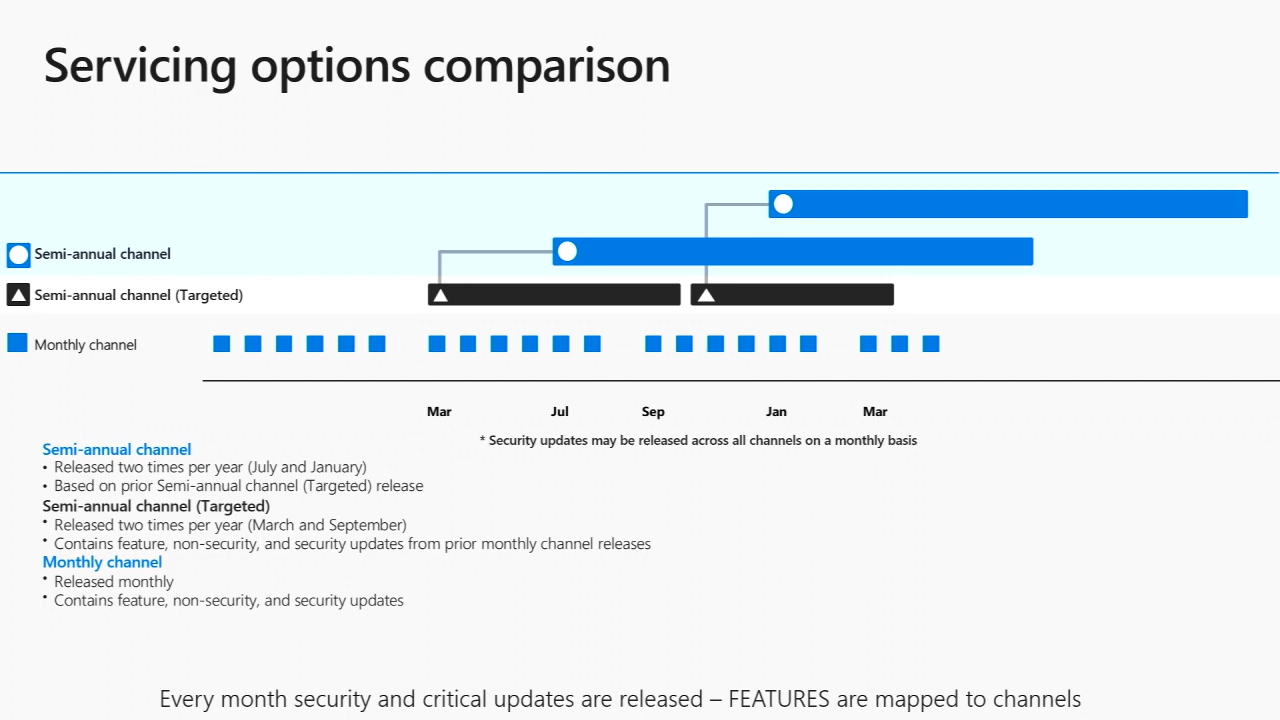 Servicing options comparison
Semi-annual channel
Semi-annual channel (Targeted)
Monthly channel
Mar Jul Sep Jan Mar
* Security updates may be released across all channels on a monthly basis
Semi-annual channel
• Released two times per year (July and January)
• Based on prior Semi-annual channel (Targeted) release
Semi-annual channel (Targeted)
• Released two times per year (March and September)
• Contains feature, non-security, and security updates from prior monthly channel releases
Monthly channel
• Released monthly
• Contains feature, non-security, and security updates
Every month security and critical updates are released – FEATURES are mapped to channels